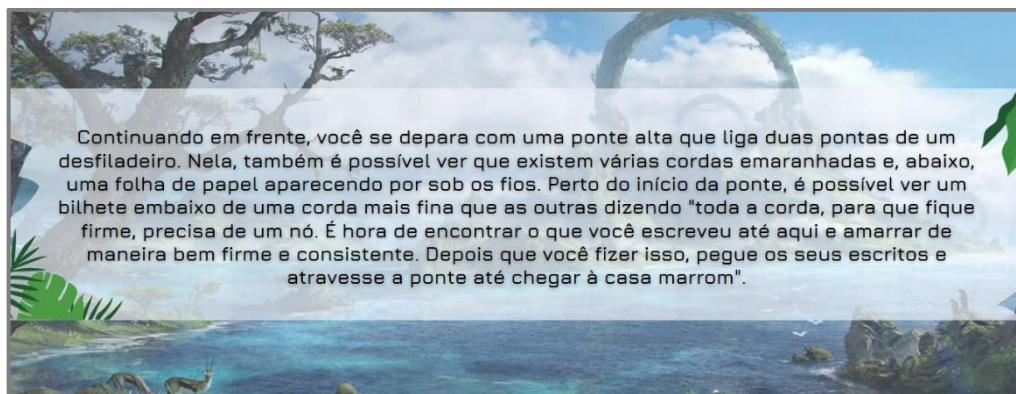 Continuando em frente, você se depara com uma ponte alta que liga duas pontas de um
desfiladeiro. Nela, também é possível ver que existem várias cordas emaranhadas e, abaixo,
uma folha de papel aparecendo por sob os fios. Perto do início da ponte, é possível ver um
bilhete embaixo de uma corda mais fina que as outras dizendo "toda a corda, para que fique
firme, precisa de um nó. É hora de encontrar o que você escreveu até aqui e amarrar de
maneira bem firme e consistente. Depois que você fizer isso, pegue os seus escritos e
atravesse a ponte até chegar à casa marrom".